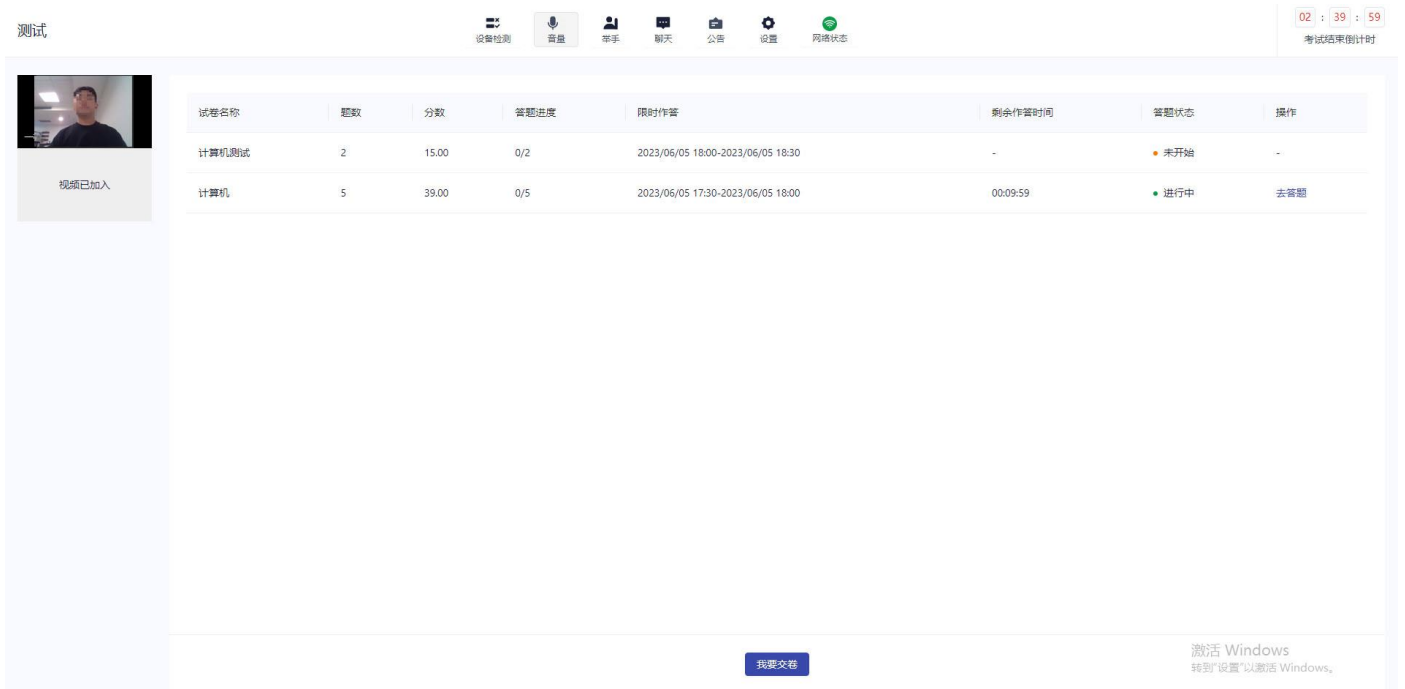 测试
设备检测 音量 举手 聊天 公告 设置 网络状态
02 : 39 : 59
考试结束倒计时
视频已加入
试卷名称 题数 分数 答题进度 限时作答 剩余作答时间 答题状态 操作
计算机测试 2 15.00 0/2 2023/06/05 18:00-2023/06/05 18:30 - 未开始 -
计算机 5 39.00 0/5 2023/06/05 17:30-2023/06/05 18:00 00:09:59 进行中 去答题
我要交卷
激活 Windows
转到"设置"以激活 Windows。